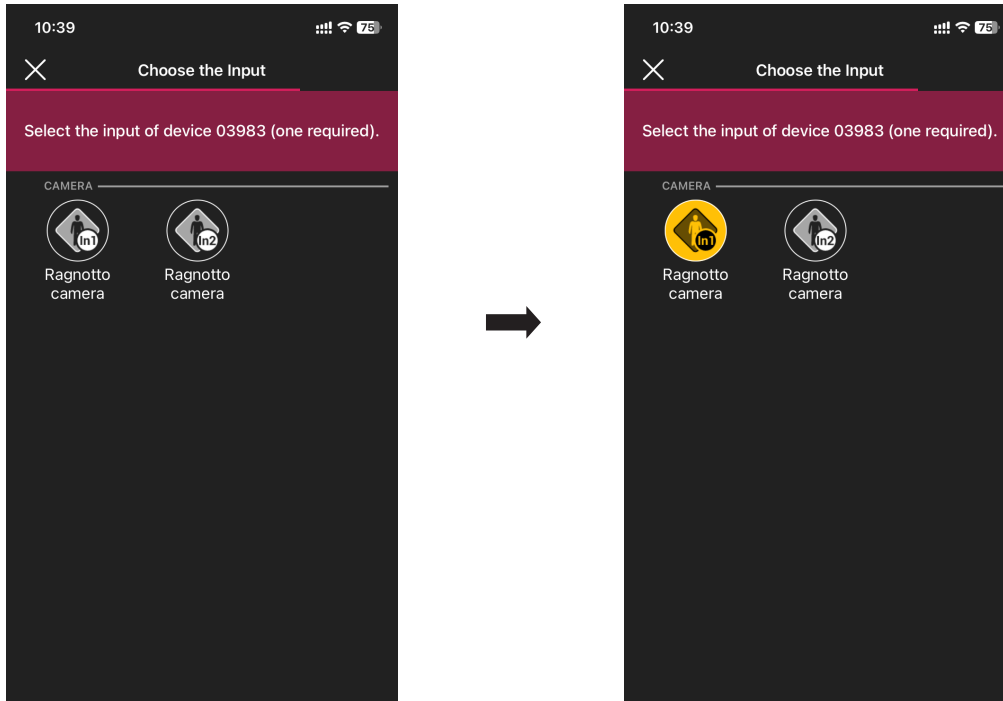 10:39
75
Choose the Input
Select the input of device 03983 (one required).
CAMERA
In1
In2
Ragnotto
camera
Ragnotto
camera
10:39
75
Choose the Input
Select the input of device 03983 (one required).
CAMERA
In1
In2
Ragnotto
camera
Ragnotto
camera